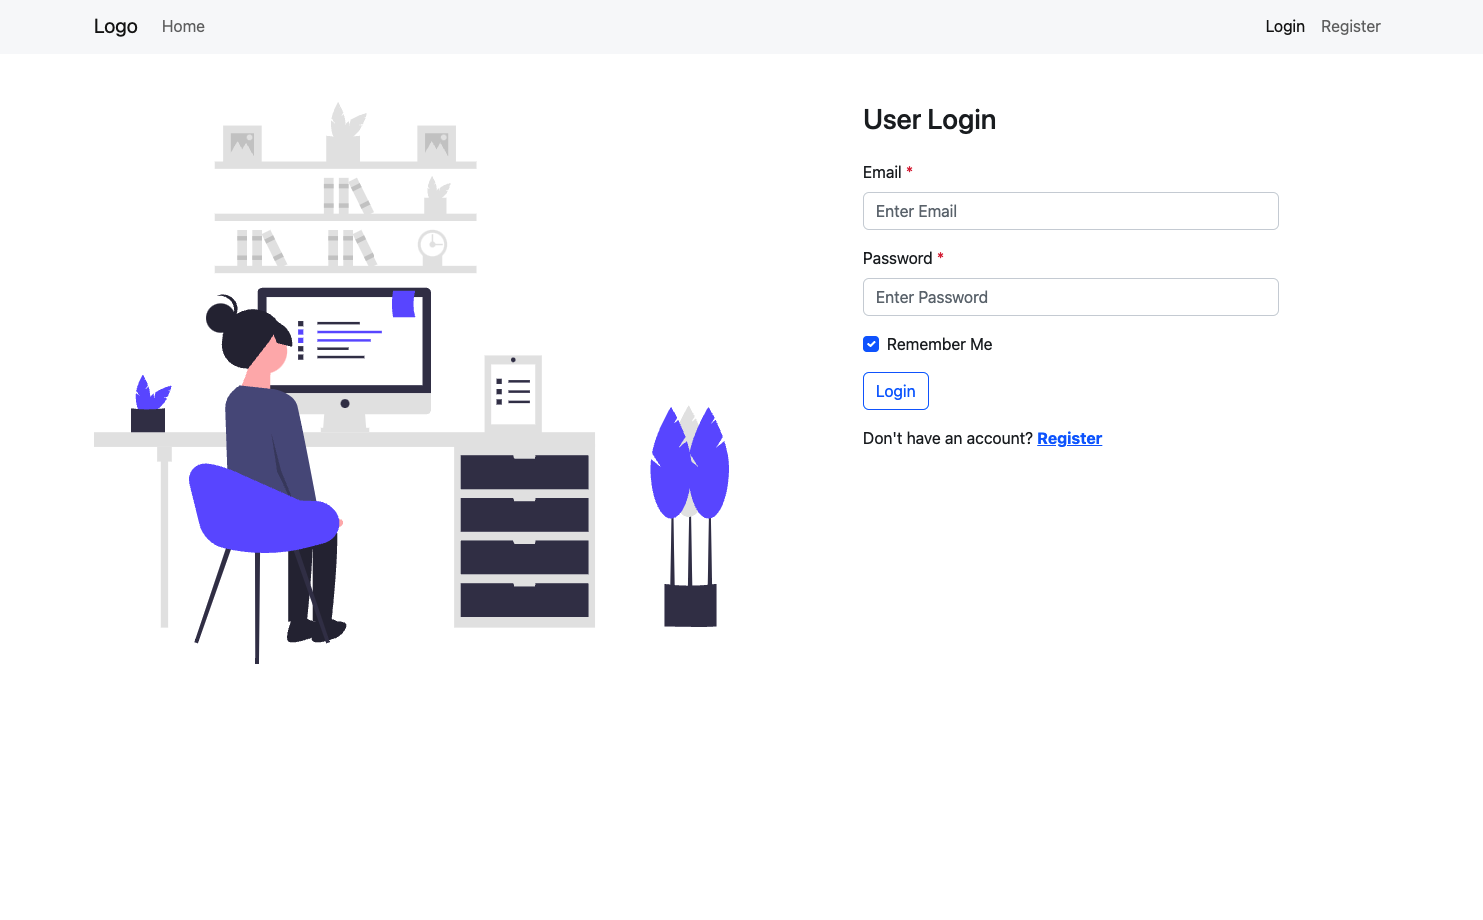 Logo Home Login Register
User Login
Email *
Enter Email
Password *
Enter Password
Remember Me
Login
Don't have an account? Register